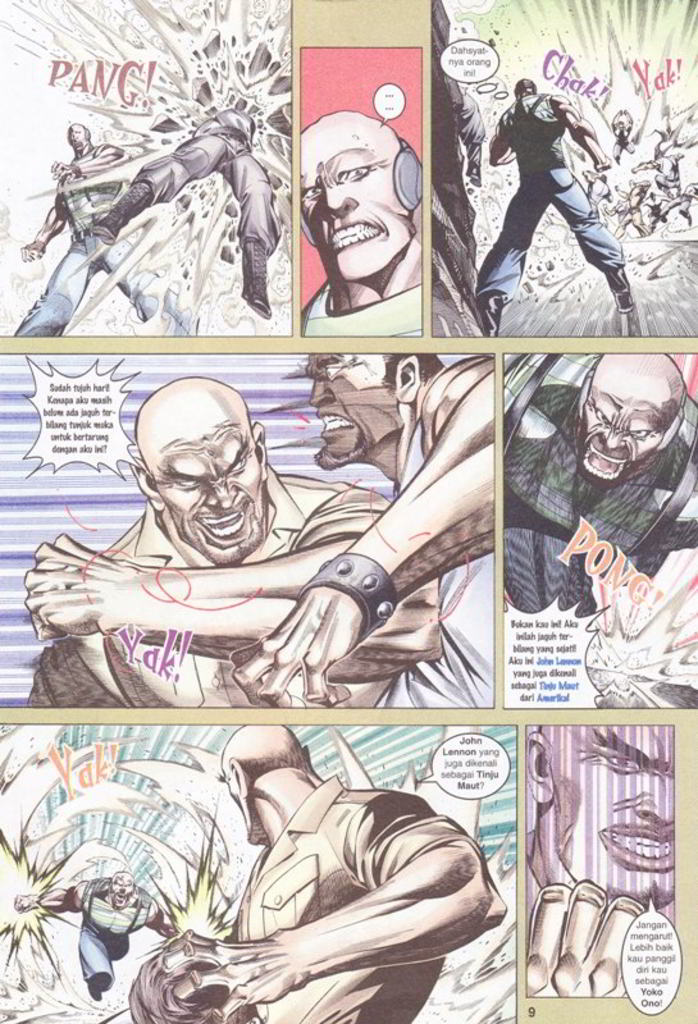 PANG!
...
...
Dahsyat-
nya orang
ini!
Chak!
Yak!
Sudah tujuh hari!
Kenapa aku masih
belum ada jaguh ter-
bilang tunjuk muka
untuk bertarung
dengan aku ini?
Yak!
PONG!
Bukan kau ini! Aku
inilah jaguh ter-
bilang yang sejati!
Aku ini John Lennon
yang juga dikenali
sebagai Tinju Maut
dari Amerika!
Yak!
John
Lennon yang
juga dikenali
sebagai Tinju
Maut?
Jangan
mengarut!
Lebih baik
kau panggil
diri kau
sebagai
Yoko
Ono!
9